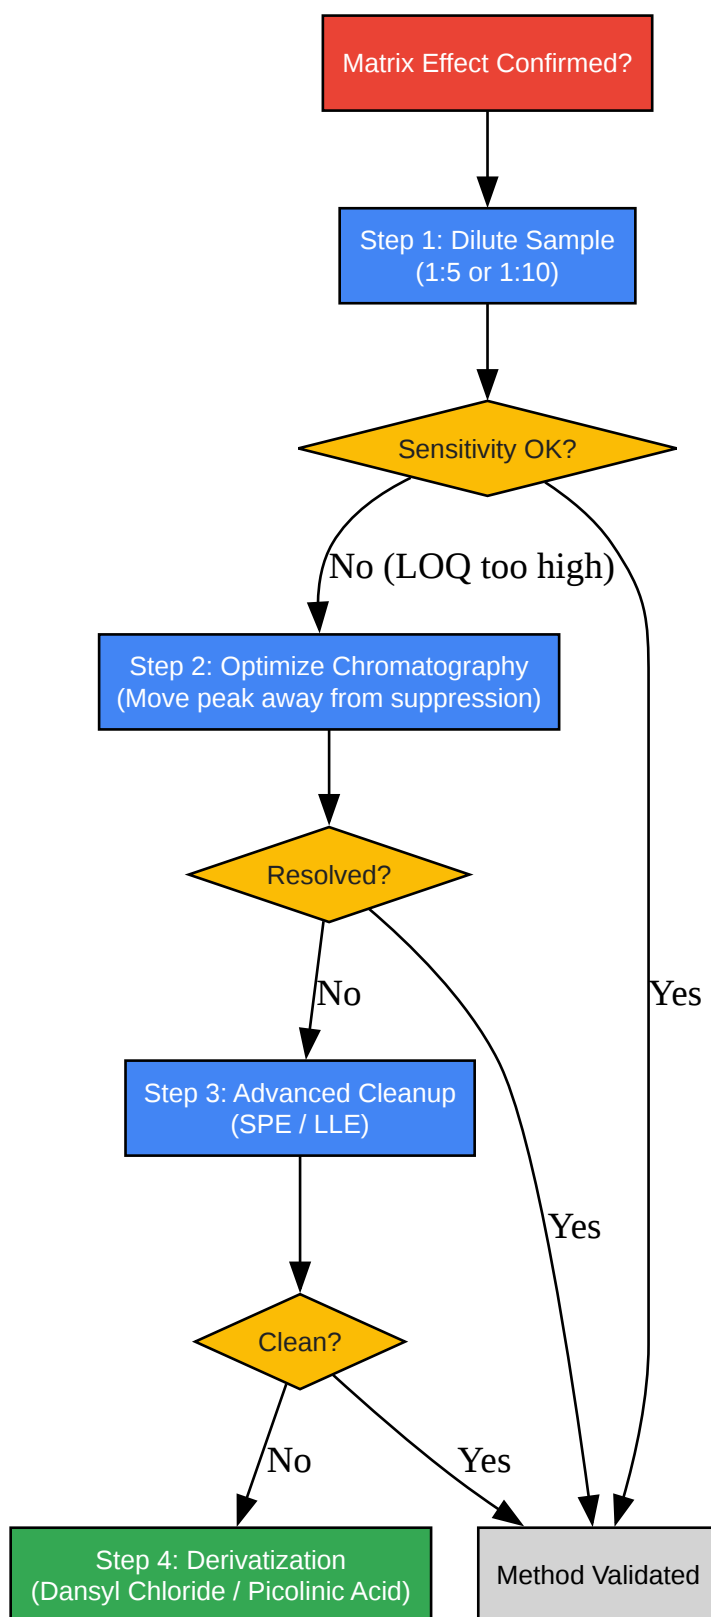 Matrix Effect Confirmed?
Step 1: Dilute Sample
(1:5 or 1:10)
Sensitivity OK?
No (LOQ too high)
Step 2: Optimize Chromatography
(Move peak away from suppression)
Resolved?
No
Yes
Step 3: Advanced Cleanup
(SPE / LLE)
Yes
Clean?
No
Yes
Step 4: Derivatization
(Dansyl Chloride / Picolinic Acid)
Method Validated